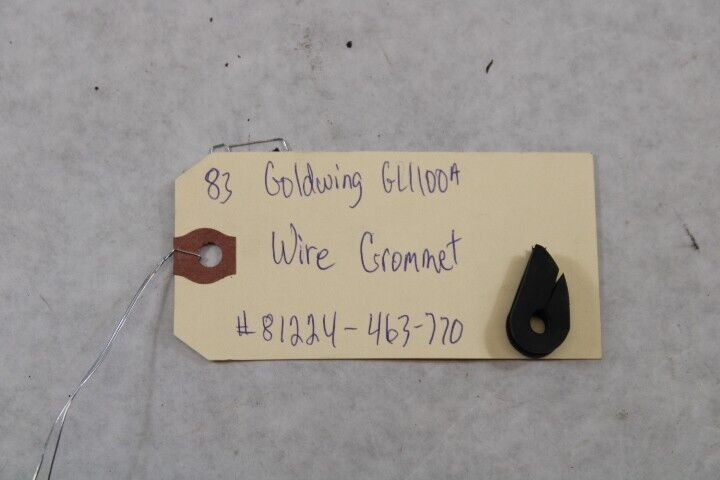 83 Goldwing GL1100A
Wire Grommet
#81224-463-770